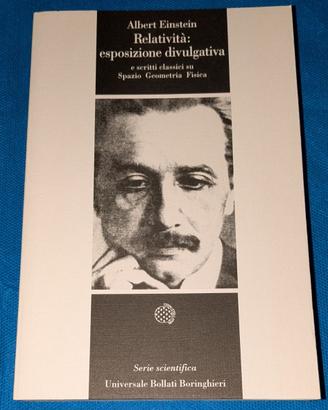 Albert Einstein
Relatività:
esposizione divulgativa
e scritti classici su
Spazio Geometria Fisica
Serie scientifica
Universale Bollati Boringhieri